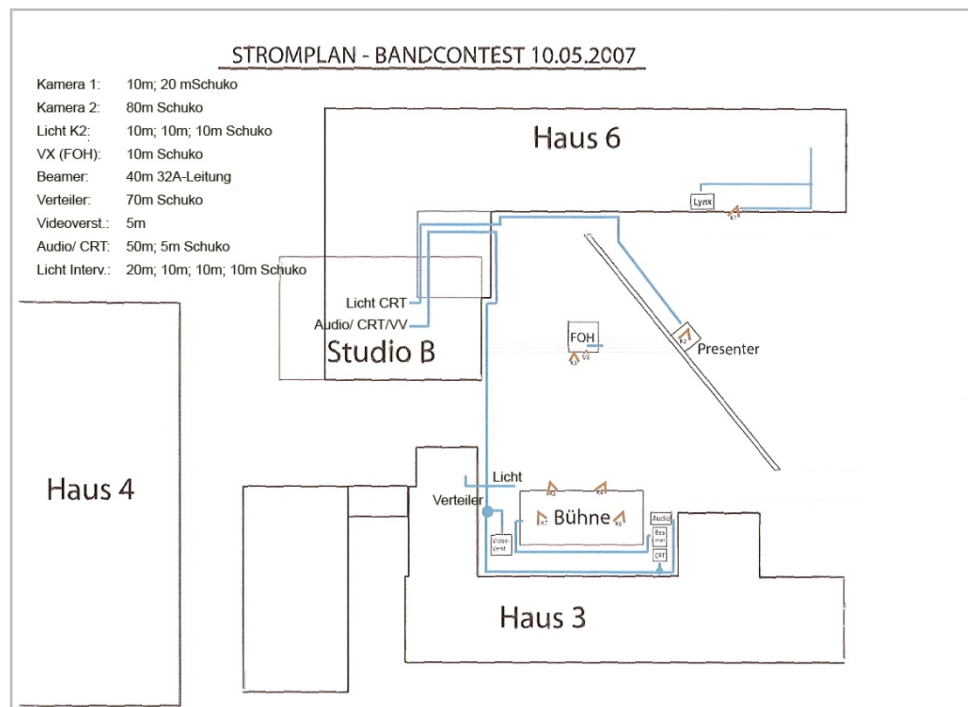 STROMPLAN - BANDCONTEST 10.05.2007
Kamera 1: 10m; 20 mSchuko
Kamera 2: 80m Schuko
Licht K2: 10m; 10m; 10m Schuko
VX (FOH): 10m Schuko
Beamer: 40m 32A-Leitung
Verteiler: 70m Schuko
Videoverst.: 5m
Audio/ CRT: 50m; 5m Schuko
Licht Interv.: 20m; 10m; 10m; 10m Schuko
Haus 6
Lynx
Licht CRT
Audio/ CRT/VV
Studio B
FOH
K2
Presenter
Haus 4
Licht
Verteiler
Bühne
Audio
Video-
Verst.
Bea
mer
CRT
Haus 3